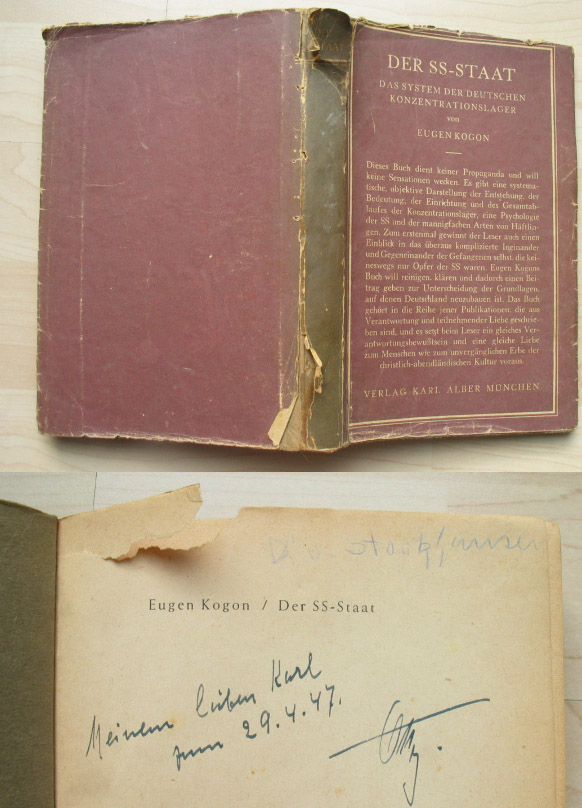 DER SS-STAAT
DAS SYSTEM DER DEUTSCHEN
KONZENTRATIONSLAGER
von
EUGEN KOGON
Dieses Buch dient keiner Propaganda und will
keine Sensationen wecken. Es gibt eine systema-
tische, objektive Darstellung der Entstehung, der
Bedeutung, der Einrichtung und des Gesamtab-
laufes der Konzentrationslager, eine Psychologie
der SS und der mannigfachen Arten von Häftlin-
gen. Zum erstenmal gewinnt der Leser auch einen
Einblick in das überaus komplizierte Ineinander
und Gegeneinander der Gefangenen selbst, die kei-
neswegs nur Opfer der SS waren. Eugen Kogons
Buch will reinigen, klären und dadurch einen Bei-
trag geben zur Unterscheidung der Grundlagen,
auf denen Deutschland neuzubauen ist. Das Buch
gehört in die Reihe jener Publikationen, die aus
Verantwortung und teilnehmender Liebe geschrie-
ben sind, und es setzt beim Leser ein gleiches Ver-
antwortungsbewußtsein und eine gleiche Liebe
zum Menschen wie zum unvergänglichen Erbe der
christlich-abendländischen Kultur voraus.
VERLAG KARL ALBER MÜNCHEN
Eugen Kogon / Der SS-Staat
Meinem lieben Karl
zum 29.4.47.